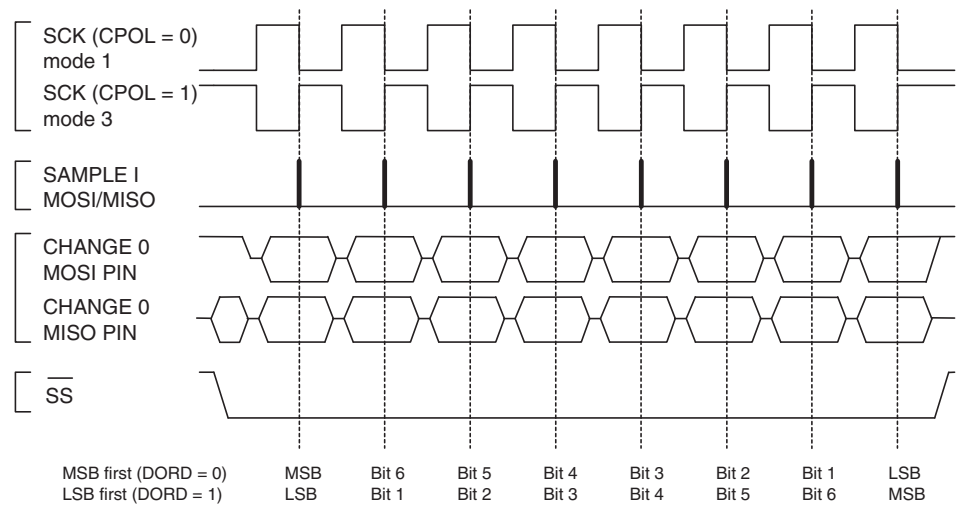 SCK (CPOL = 0)
mode 1
SCK (CPOL = 1)
mode 3
SAMPLE I
MOSI/MISO
CHANGE 0
MOSI PIN
CHANGE 0
MISO PIN
SS
MSB first (DORD = 0) MSB Bit 6 Bit 5 Bit 4 Bit 3 Bit 2 Bit 1 LSB
LSB first (DORD = 1) LSB Bit 1 Bit 2 Bit 3 Bit 4 Bit 5 Bit 6 MSB